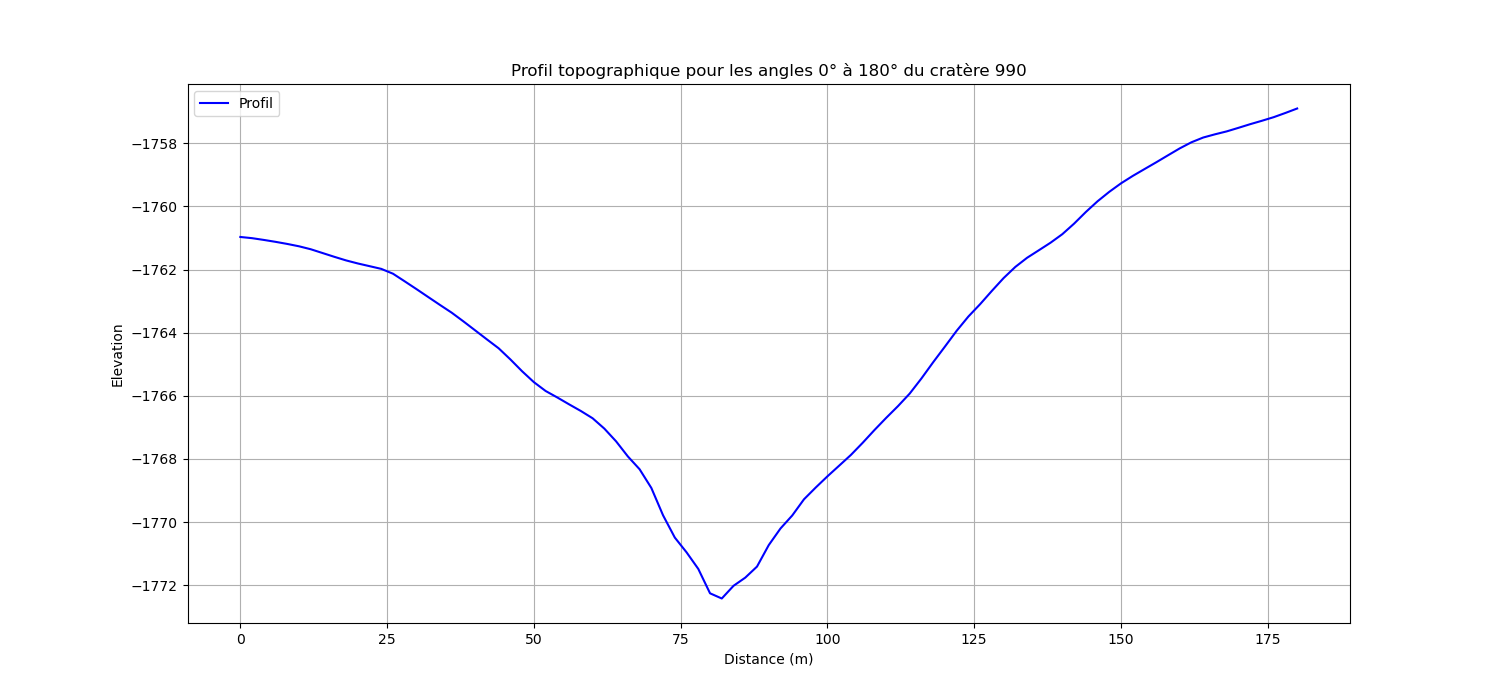 Profil topographique pour les angles 0° à 180° du cratère 990
Profil
−1758
−1760
−1762
−1764
−1766
−1768
−1770
−1772
Elevation
0 25 50 75 100 125 150 175
Distance (m)